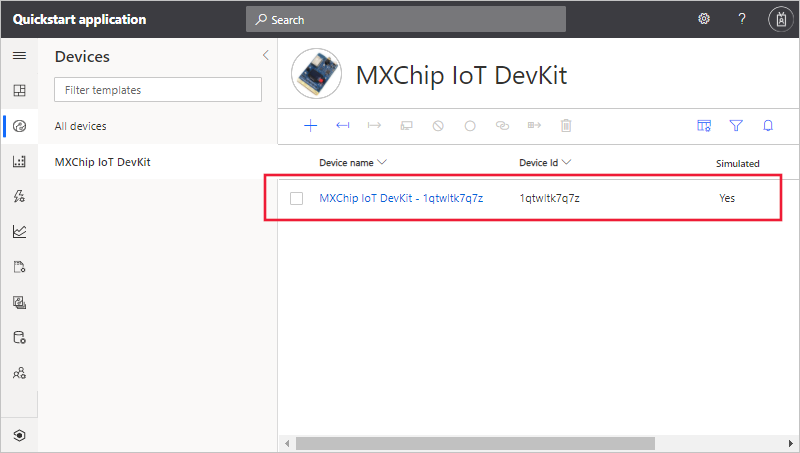 Quickstart application
Search
?
Devices
Filter templates
All devices
MXChip IoT DevKit
MXChip IoT DevKit
Device name Device Id Simulated
MXChip IoT DevKit - 1qtwltk7q7z 1qtwltk7q7z Yes